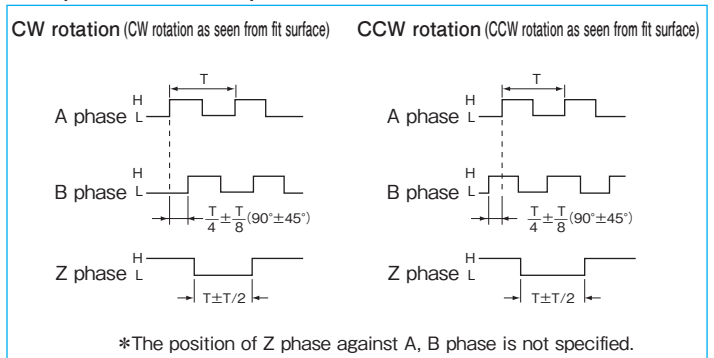 CW rotation (CW rotation as seen from fit surface)
T
A phase H L
B phase H L
T/4±T/8(90°±45°)
Z phase H L
T±T/2
CCW rotation (CCW rotation as seen from fit surface)
T
A phase H L
B phase H L
T/4±T/8(90°±45°)
Z phase H L
T±T/2
*The position of Z phase against A, B phase is not specified.